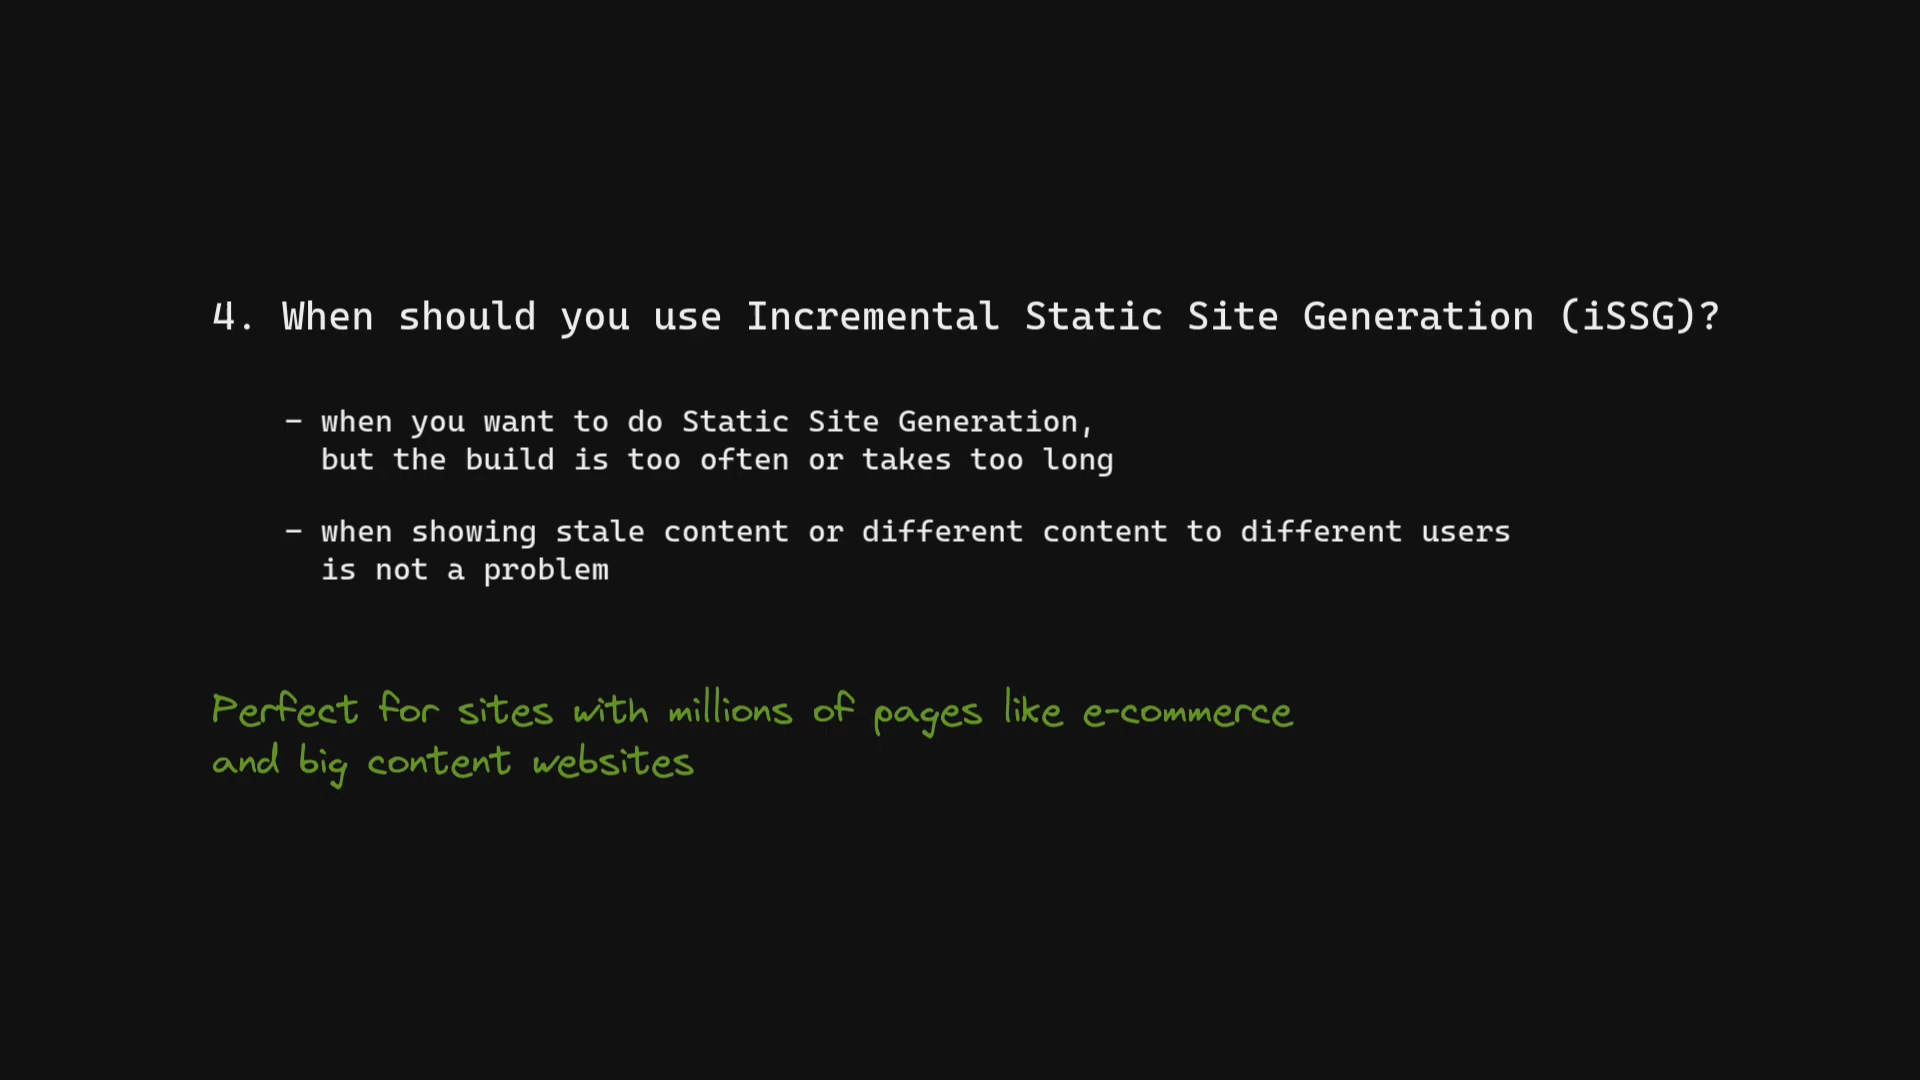 4. When should you use Incremental Static Site Generation (iSSG)?
– when you want to do Static Site Generation,
but the build is too often or takes too long
– when showing stale content or different content to different users
is not a problem
Perfect for sites with millions of pages like e-commerce
and big content websites